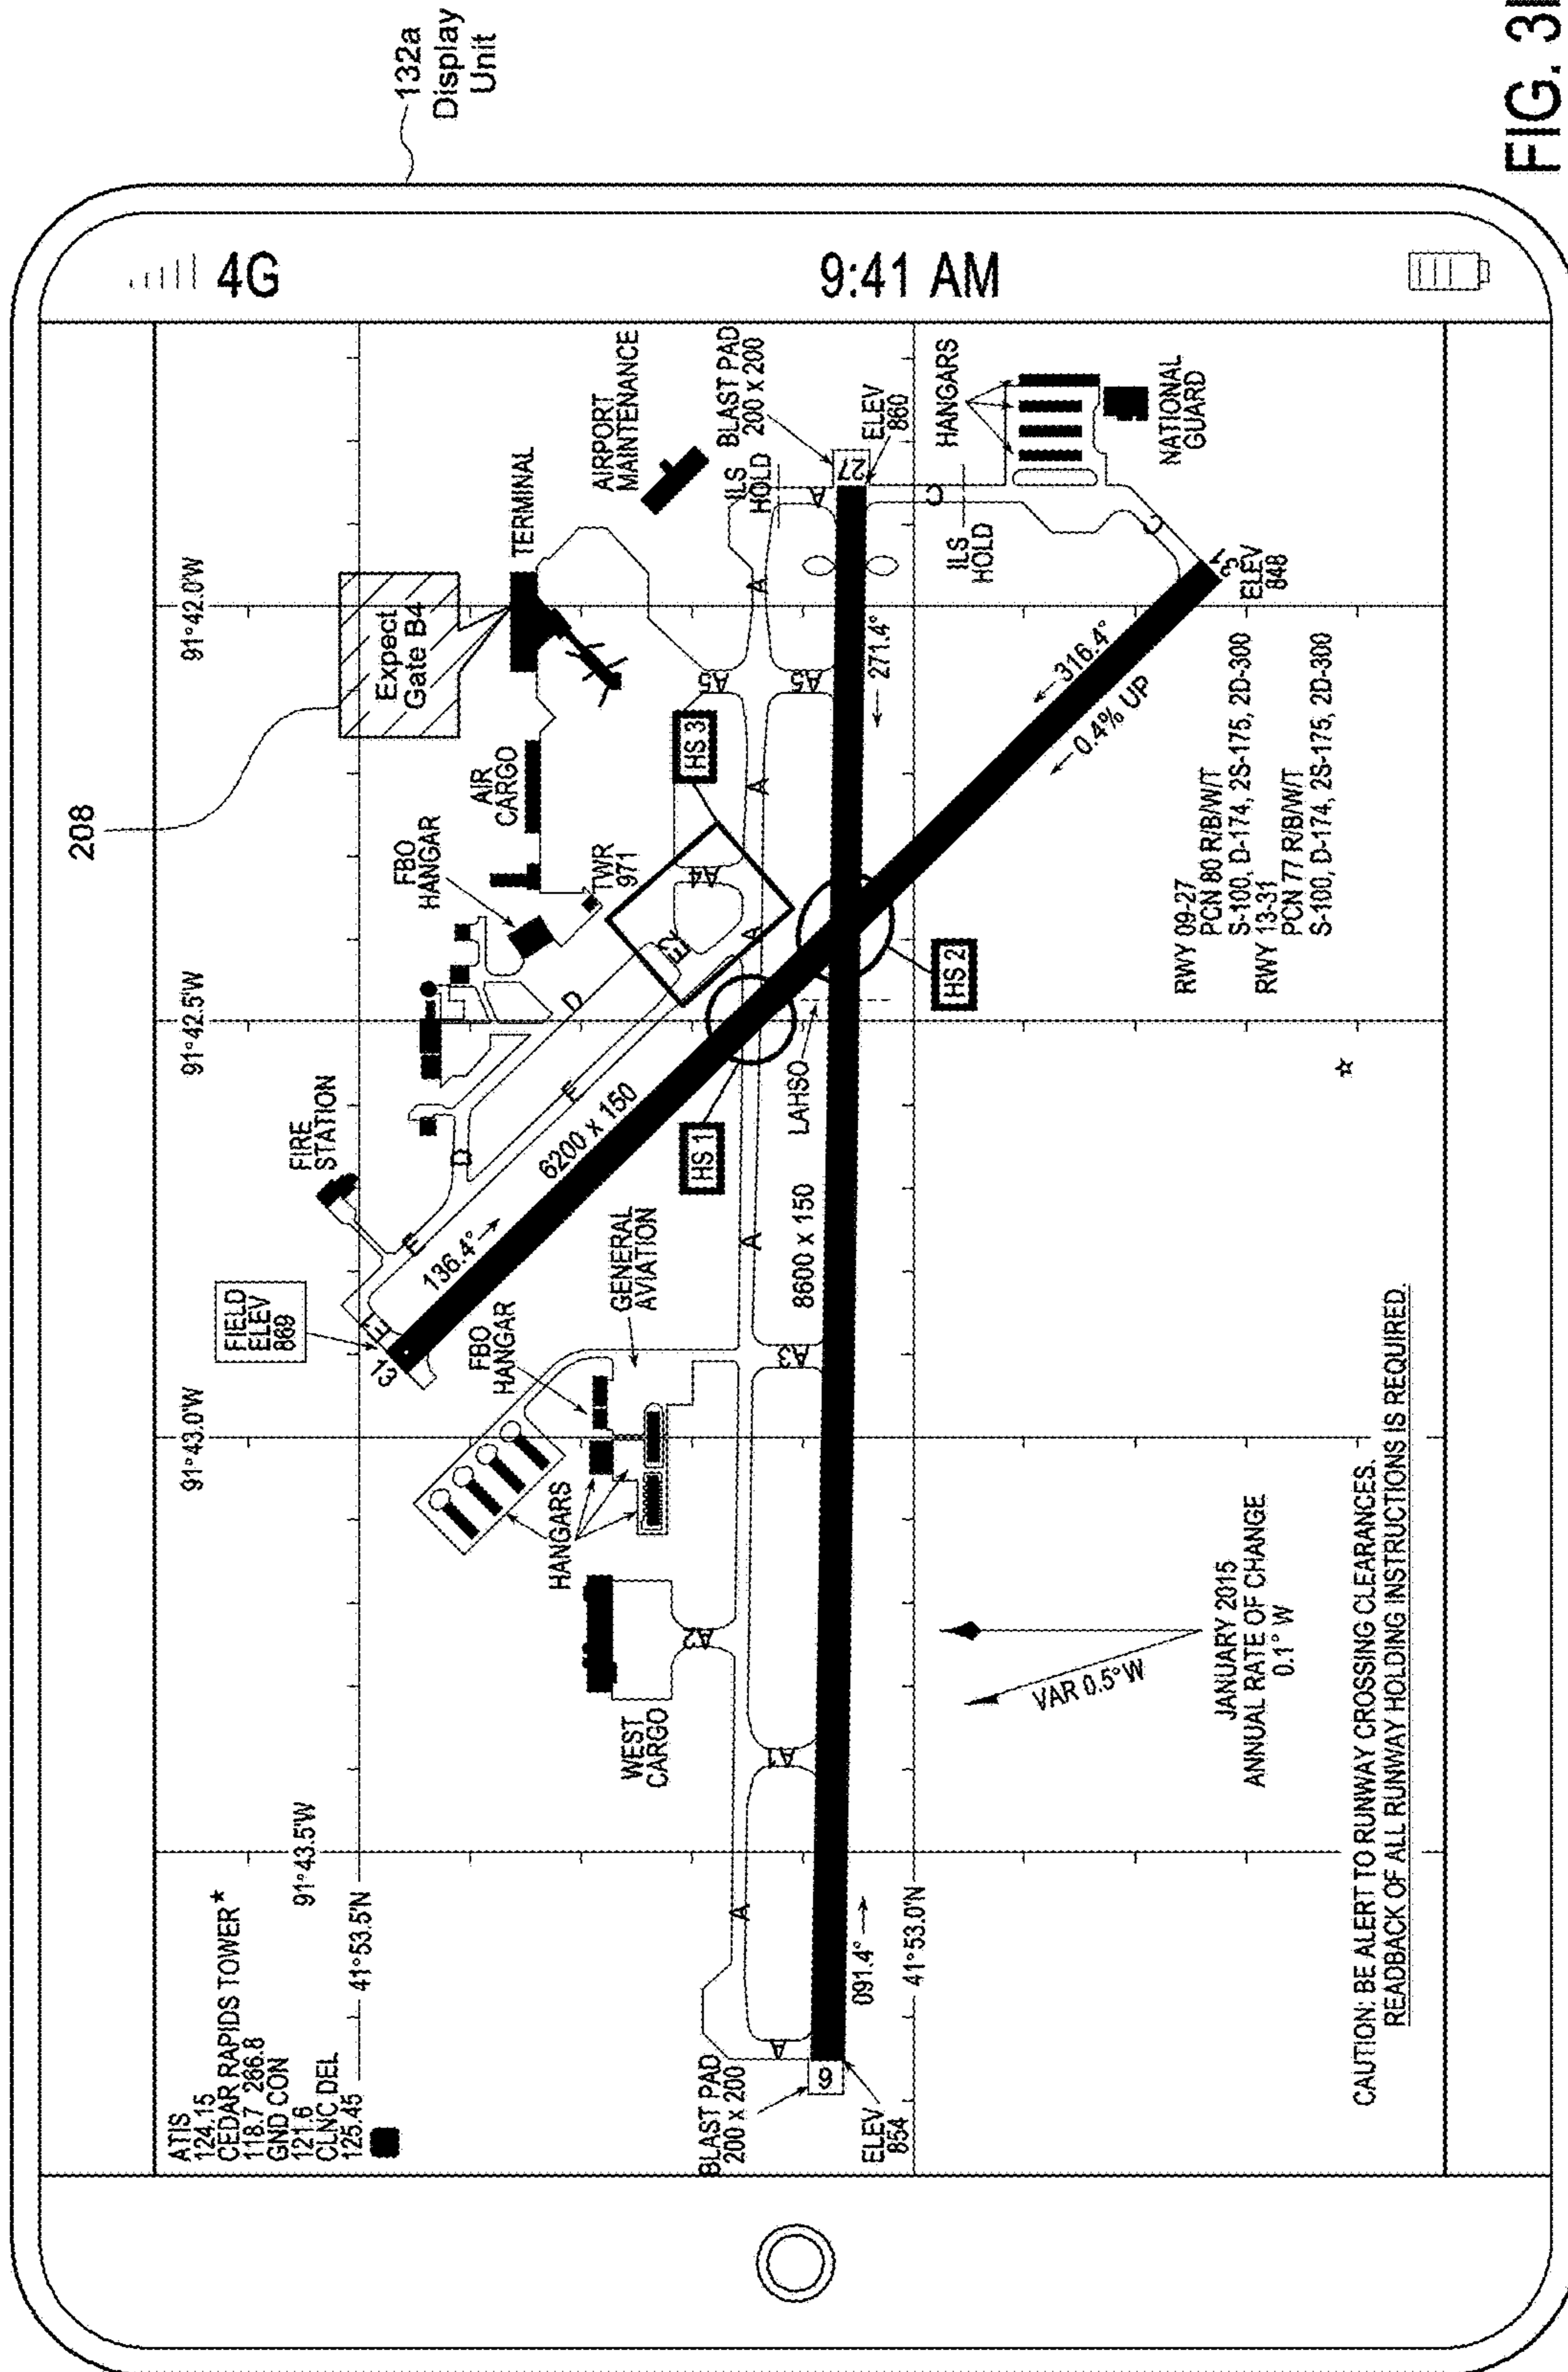 132a
Display
Unit
4G
9:41 AM
208
Expect
Gate B4
ATIS
124.15
CEDAR RAPIDS TOWER*
118.7 266.8
GND CON
121.6
CLNC DEL
125.45
91°43.5'W
91°43.0'W
91°42.5'W
91°42.0'W
41°53.5'N
41°53.0'N
FIELD
ELEV
869
FIRE
STATION
FBO
HANGAR
AIR
CARGO
TERMINAL
TWR
971
AIRPORT
MAINTENANCE
13
E
E
E
D
D
136.4°
6200 x 150
HS 3
FBO
HANGAR
GENERAL
AVIATION
HANGARS
WEST
CARGO
A2
HS 1
A4
A5
ILS
HOLD
BLAST PAD
200 x 200
BLAST PAD
200 x 200
A
A
A
A
A
A
A
A
A1
A3
A5
8600 x 150
LAHSO
9
27
ELEV
854
091.4°
271.4°
ELEV
860
HS 2
C
ILS
HOLD
C
HANGARS
NATIONAL
GUARD
316.4°
0.4% UP
ELEV
848
VAR 0.5° W
JANUARY 2015
ANNUAL RATE OF CHANGE
0.1° W
RWY 09-27
PCN 80 R/B/W/T
S-100, D-174, 2S-175, 2D-300
RWY 13-31
PCN 77 R/B/W/T
S-100, D-174, 2S-175, 2D-300
CAUTION: BE ALERT TO RUNWAY CROSSING CLEARANCES.
READBACK OF ALL RUNWAY HOLDING INSTRUCTIONS IS REQUIRED.